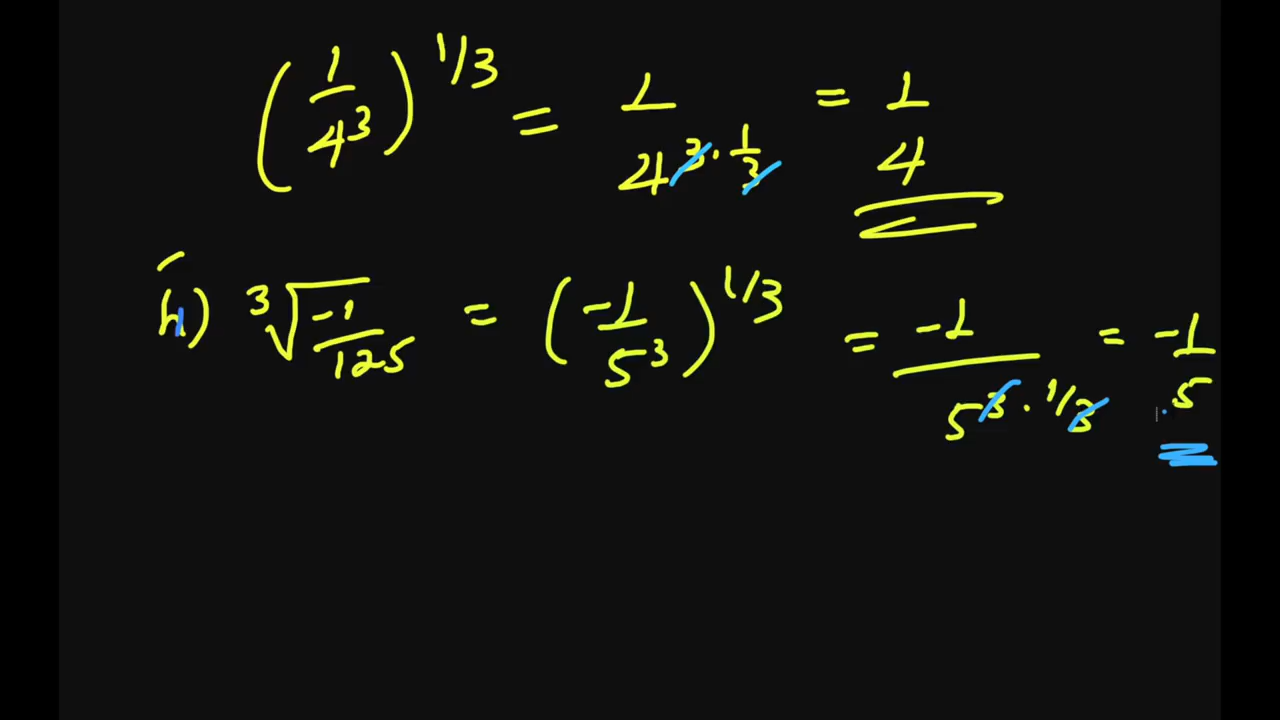 (1/4³)^1/3 = 1/4^3·1/3 = 1/4
h) ³√-1/125 = (-1/5³)^1/3 = -1/5^3·1/3 = -1/5